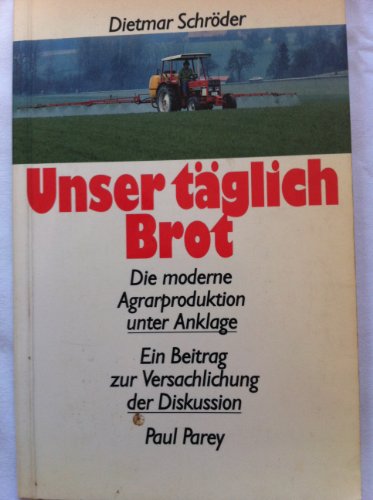 Dietmar Schröder
Unser täglich
Brot
Die moderne
Agrarproduktion
unter Anklage
Ein Beitrag
zur Versachlichung
der Diskussion
Paul Parey